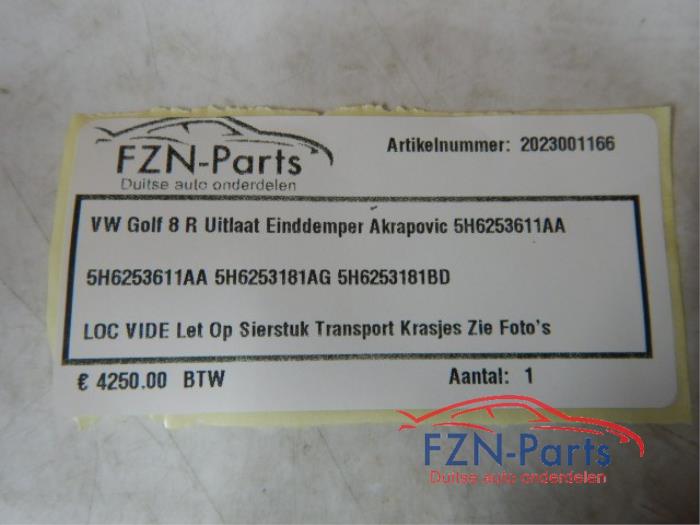 FZN-Parts
Duitse auto onderdelen
Artikelnummer: 2023001166
VW Golf 8 R Uitlaat Einddemper Akrapovic 5H6253611AA
5H6253611AA 5H6253181AG 5H6253181BD
LOC VIDE Let Op Sierstuk Transport Krasjes Zie Foto's
€ 4250.00 BTW
Aantal: 1
FZN-Parts
Duitse auto onderdelen